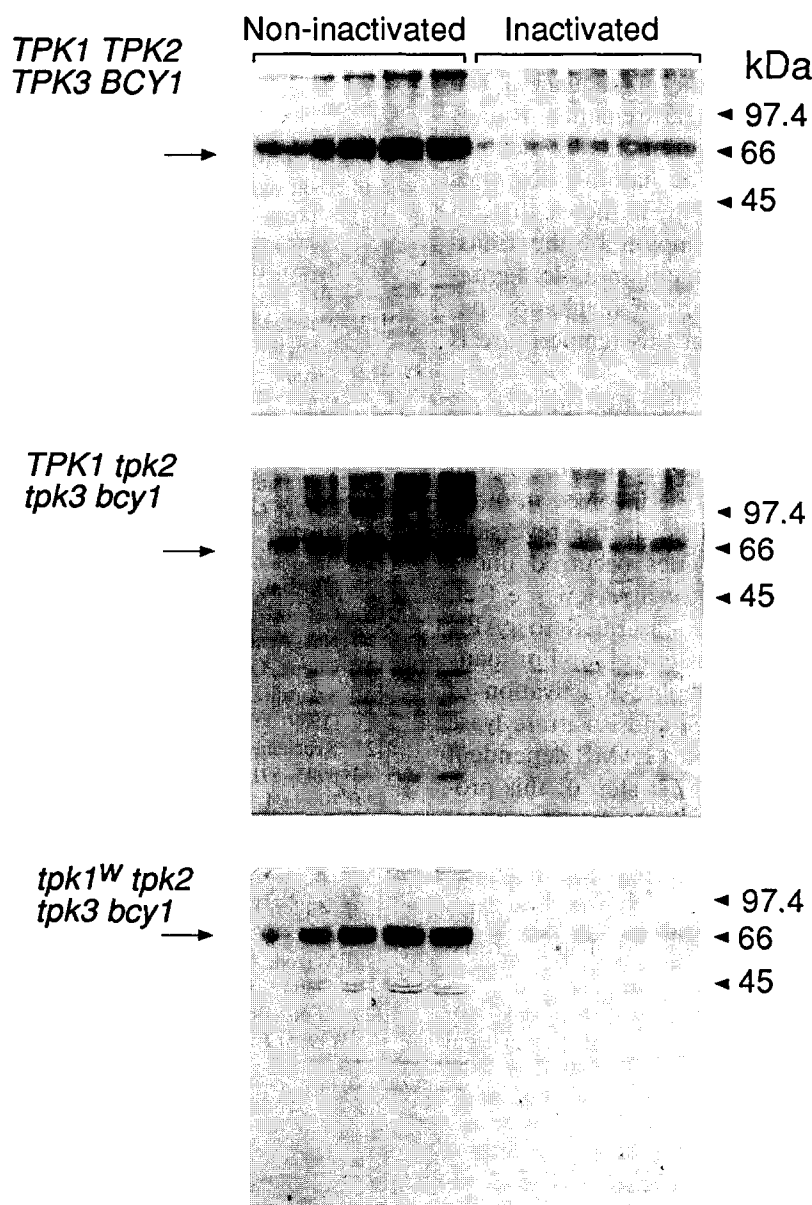 Non-inactivated Inactivated
TPK1 TPK2
TPK3 BCY1
kDa
97.4
66
45
TPK1 tpk2
tpk3 bcy1
97.4
66
45
tpk1ᵂ tpk2
tpk3 bcy1
97.4
66
45